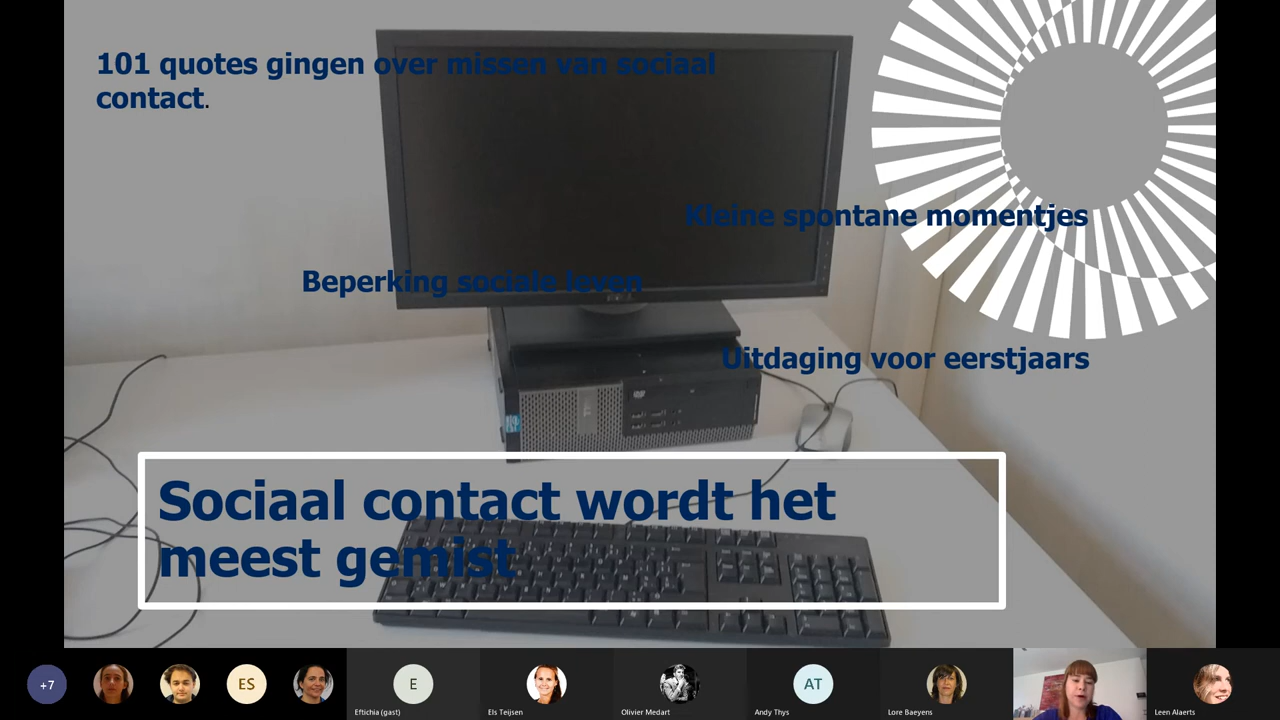 101 quotes gingen over missen van sociaal
contact.
Kleine spontane momentjes
Beperking sociale leven
Uitdaging voor eerstjaars
Sociaal contact wordt het
meest gemist
+7
ES
E
Eftichia (gast)
Els Teijsen
Olivier Medart
AT
Andy Thys
Lore Baeyens
Leen Alaerts